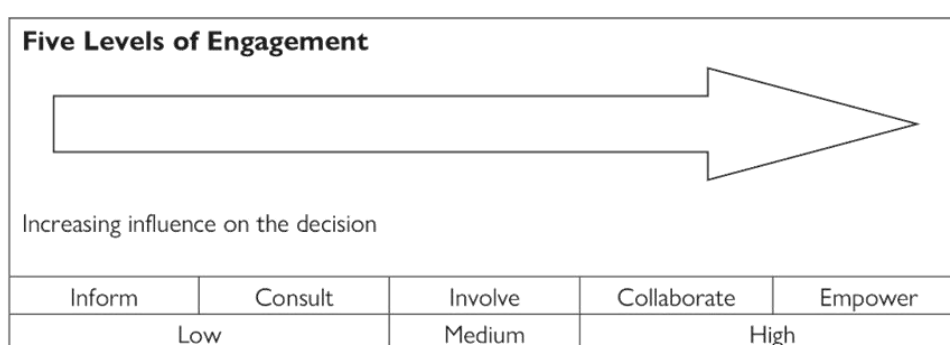 Five Levels of Engagement
Increasing influence on the decision
Inform Consult Involve Collaborate Empower
Low Medium High